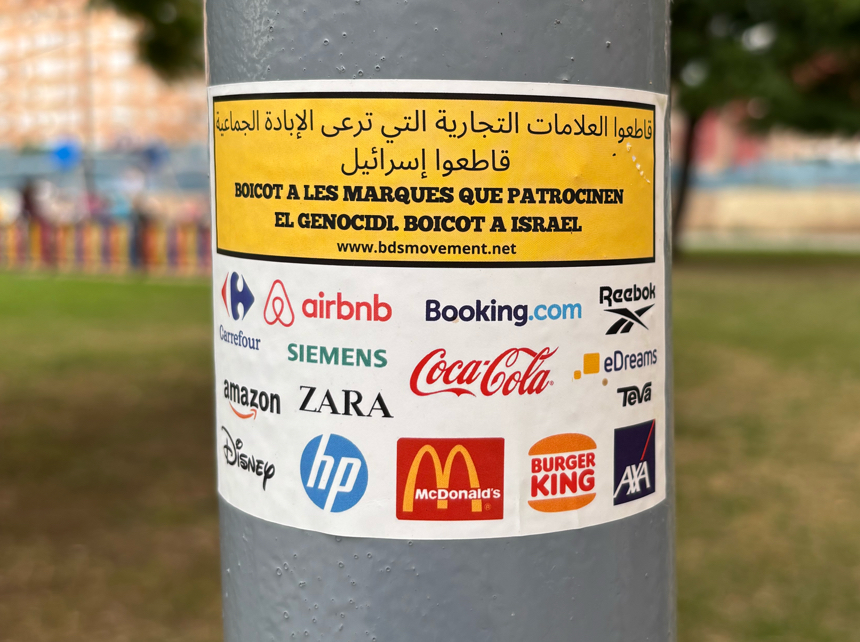 قاطعوا العلامات التجارية التي ترعى الإبادة الجماعية
قاطعوا إسرائيل
BOICOT A LES MARQUES QUE PATROCINEN
EL GENOCIDI. BOICOT A ISRAEL
www.bdsmovement.net
Carrefour
airbnb
Booking.com
Reebok
SIEMENS
Coca-Cola
eDreams
amazon
ZARA
Teva
Disney
hp
McDonald's
BURGER
KING
AXA